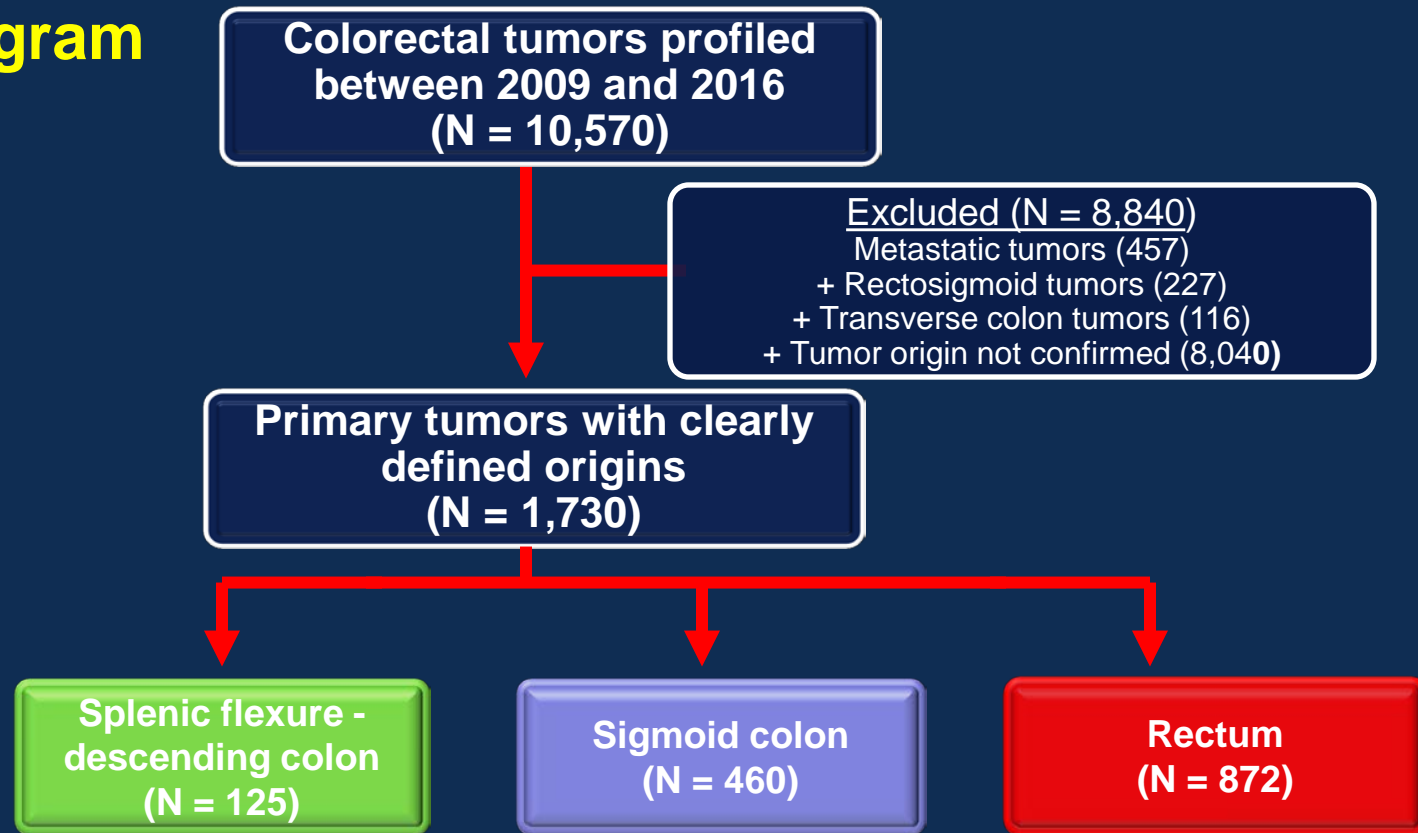 gram
Colorectal tumors profiled
between 2009 and 2016
(N = 10,570)
Excluded (N = 8,840)
Metastatic tumors (457)
+ Rectosigmoid tumors (227)
+ Transverse colon tumors (116)
+ Tumor origin not confirmed (8,040)
Primary tumors with clearly
defined origins
(N = 1,730)
Splenic flexure -
descending colon
(N = 125)
Sigmoid colon
(N = 460)
Rectum
(N = 872)